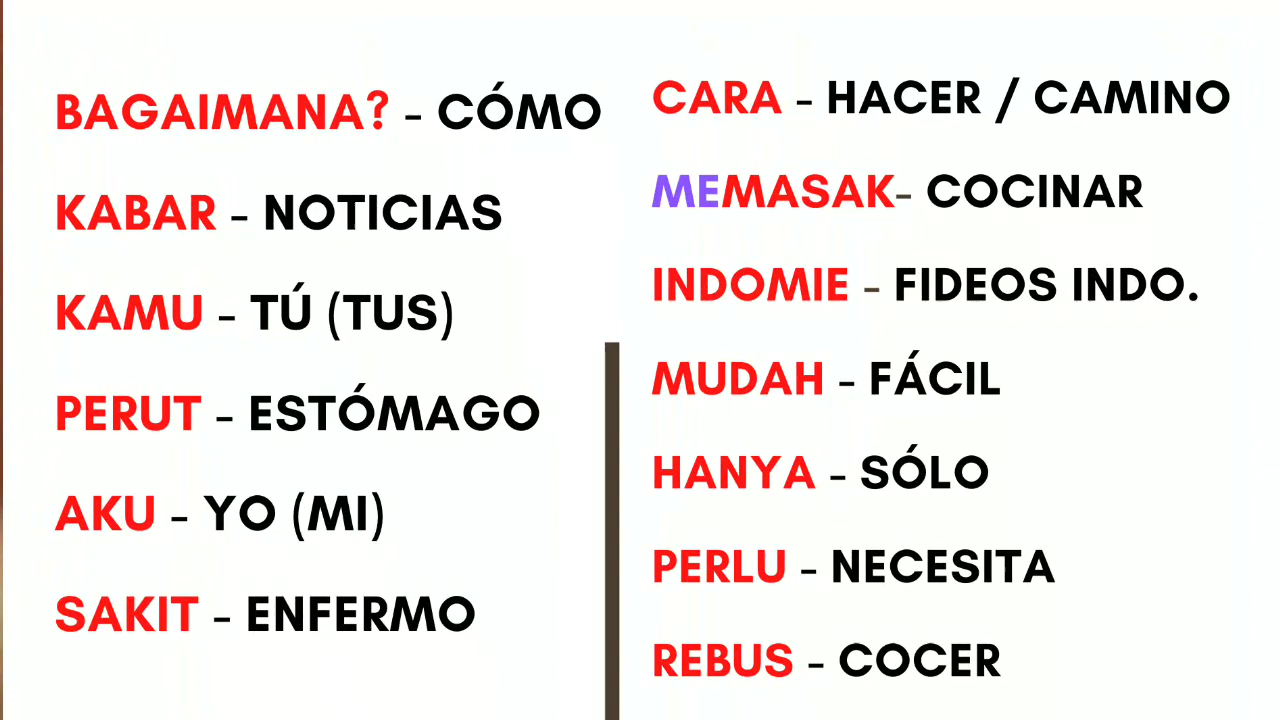 BAGAIMANA? - CÓMO
KABAR - NOTICIAS
KAMU - TÚ (TUS)
PERUT - ESTÓMAGO
AKU - YO (MI)
SAKIT - ENFERMO
CARA - HACER / CAMINO
MEMASAK- COCINAR
INDOMIE - FIDEOS INDO.
MUDAH - FÁCIL
HANYA - SÓLO
PERLU - NECESITA
REBUS - COCER